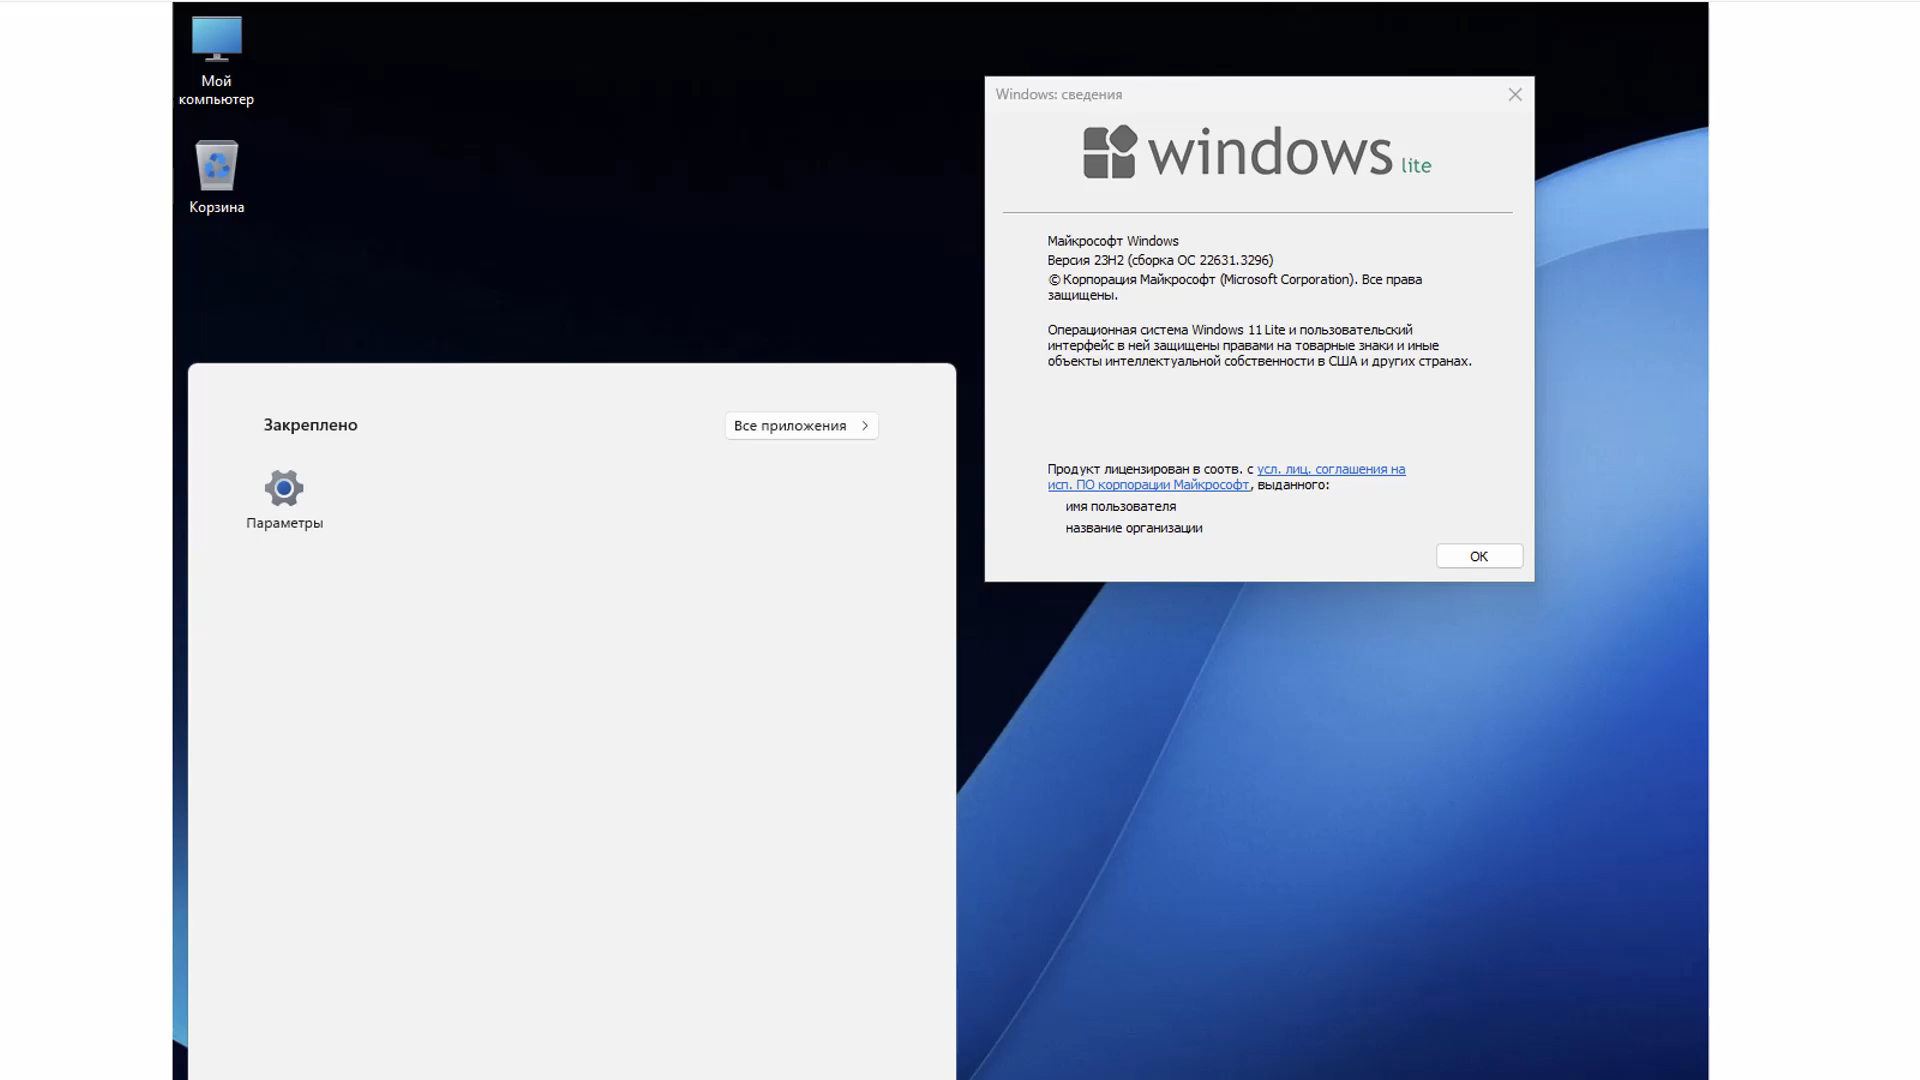 Мой
компьютер
Корзина
Закреплено
Все приложения
Параметры
Windows: сведения
windows lite
Майкрософт Windows
Версия 23H2 (сборка ОС 22631.3296)
© Корпорация Майкрософт (Microsoft Corporation). Все права
защищены.
Операционная система Windows 11 Lite и пользовательский
интерфейс в ней защищены правами на товарные знаки и иные
объекты интеллектуальной собственности в США и других странах.
Продукт лицензирован в соотв. с усл. лиц. соглашения на
исп. ПО корпорации Майкрософт, выданного:
имя пользователя
название организации
ОК